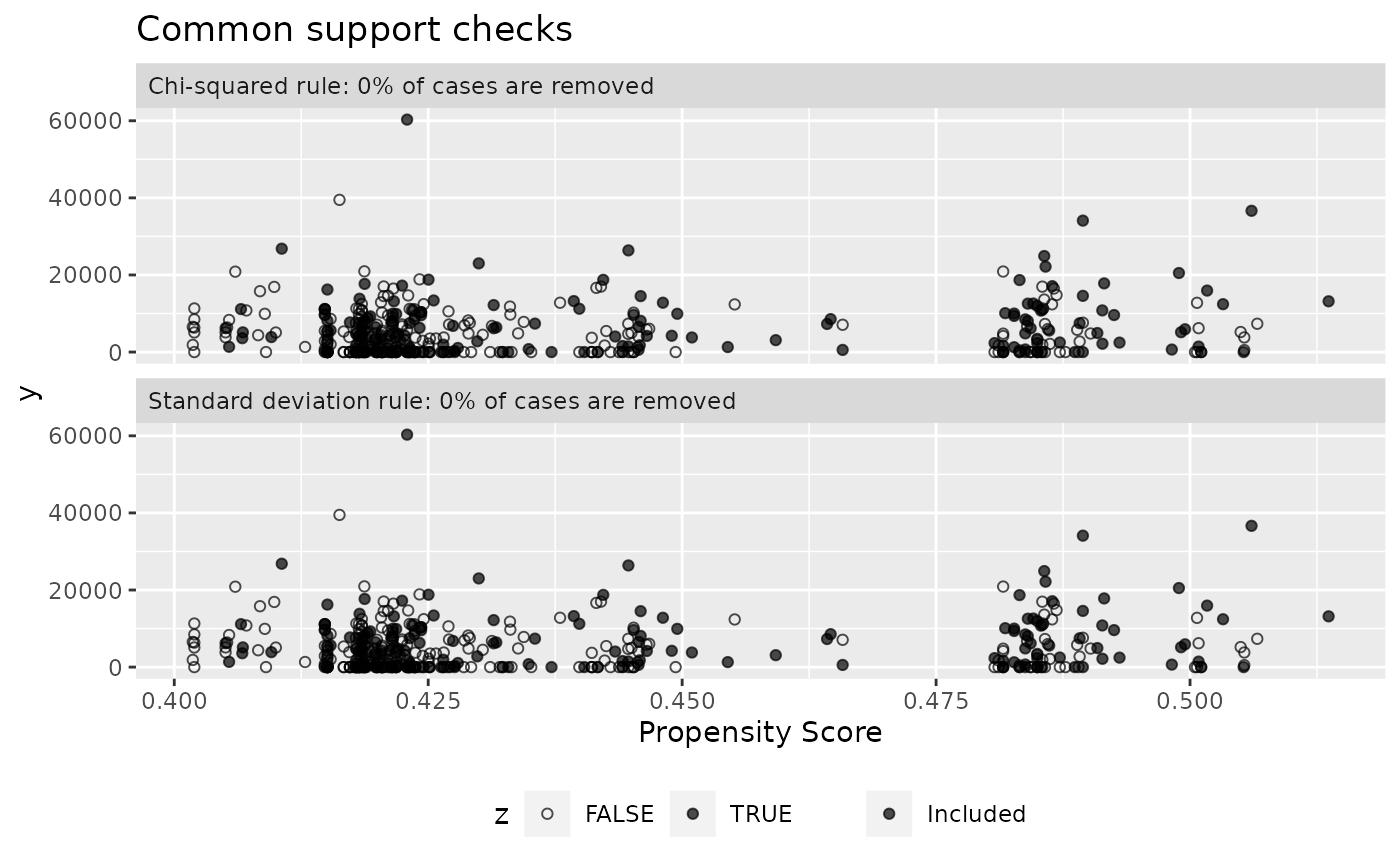 Common support checks
Chi-squared rule: 0% of cases are removed
60000
40000
20000
0
y
Standard deviation rule: 0% of cases are removed
60000
40000
20000
0
0.400 0.425 0.450 0.475 0.500
Propensity Score
z FALSE TRUE Included